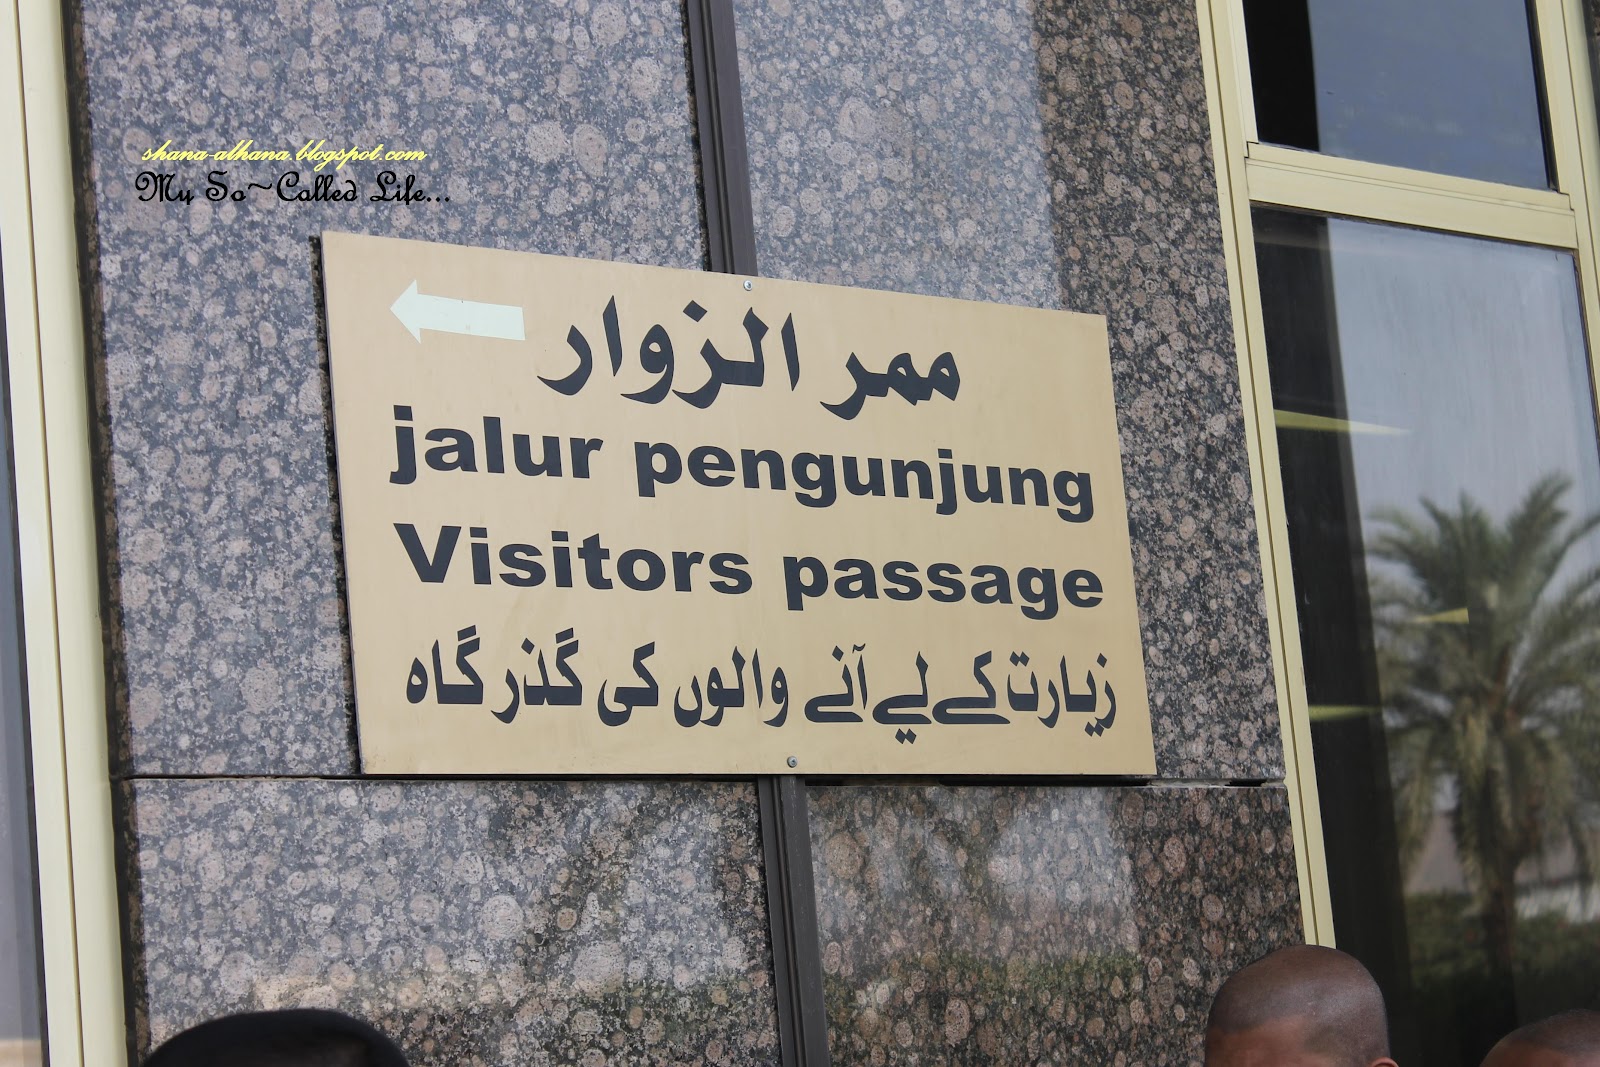 shana-alhana.blogspot.com
My So~Called Life...
ممر الزوار
jalur pengunjung
Visitors passage
زیارت کے لیے آنے والوں کی گذر گاہ